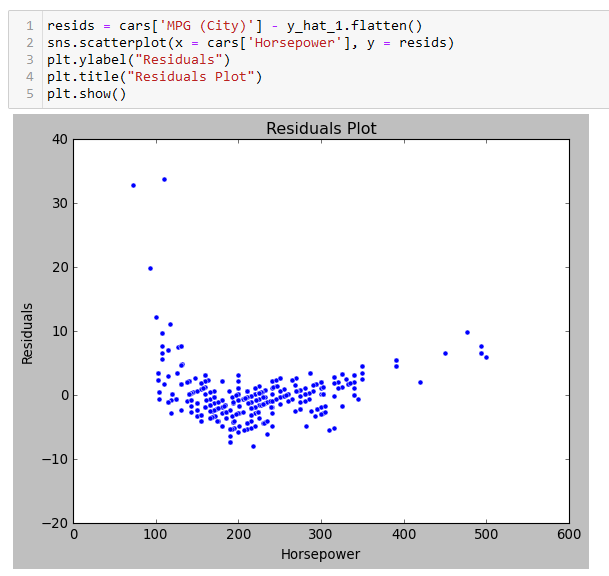 1 resids = cars['MPG (City)'] - y_hat_1.flatten()
2 sns.scatterplot(x = cars['Horsepower'], y = resids)
3 plt.ylabel("Residuals")
4 plt.title("Residuals Plot")
5 plt.show()
Residuals Plot
40
30
20
10
0
−10
−20
Residuals
0 100 200 300 400 500 600
Horsepower